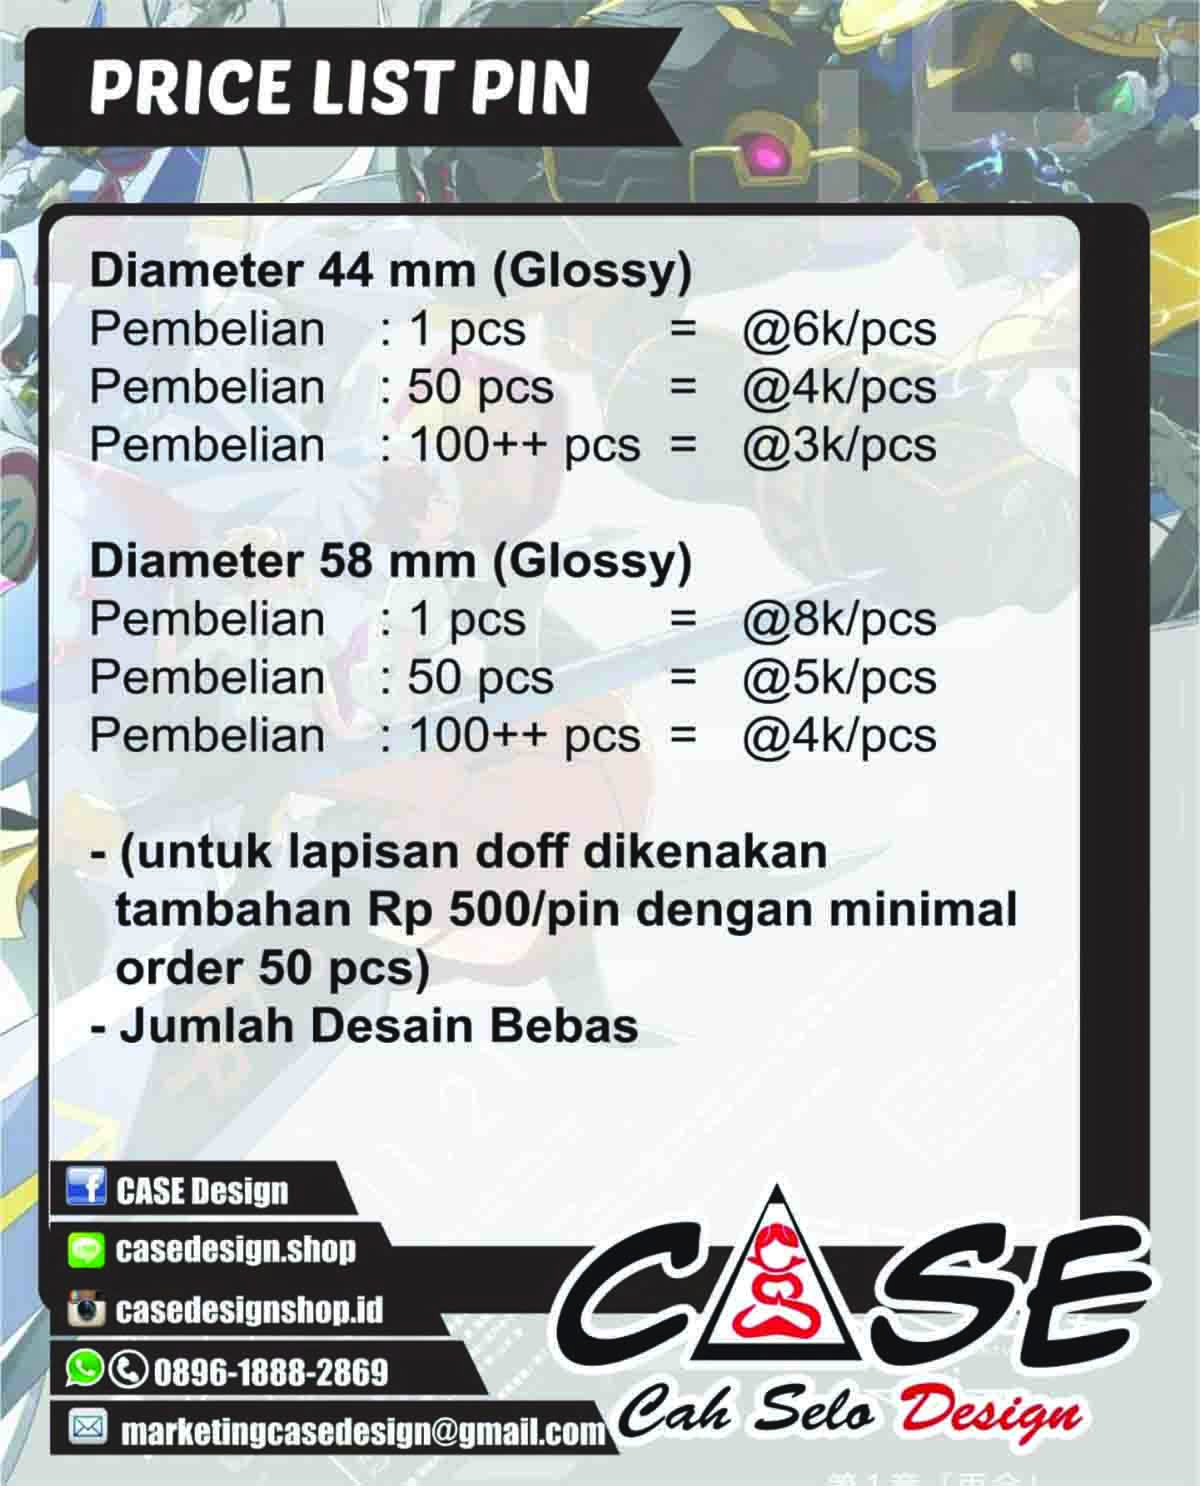 PRICE LIST PIN
Diameter 44 mm (Glossy)
Pembelian : 1 pcs = @6k/pcs
Pembelian : 50 pcs = @4k/pcs
Pembelian : 100++ pcs = @3k/pcs
Diameter 58 mm (Glossy)
Pembelian : 1 pcs = @8k/pcs
Pembelian : 50 pcs = @5k/pcs
Pembelian : 100++ pcs = @4k/pcs
- (untuk lapisan doff dikenakan
tambahan Rp 500/pin dengan minimal
order 50 pcs)
- Jumlah Desain Bebas
CASE Design
casedesign.shop
casedesignshop.id
0896-1888-2869
marketingcasedesign@gmail.com
CASE
Cah Selo Design